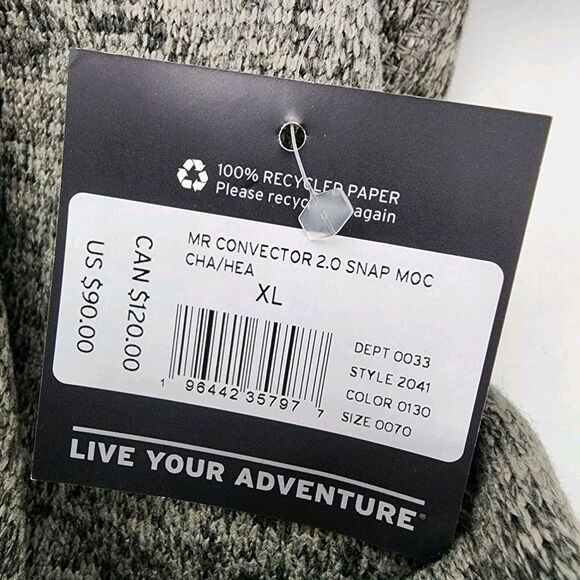 100% RECYCLED PAPER
Please recyc again
MR CONVECTOR 2.0 SNAP MOC
CHA/HEA
XL
CAN $120.00
US $90.00
1 96442 35797 7
DEPT 0033
STYLE 2041
COLOR 0130
SIZE 0070
LIVE YOUR ADVENTURE®